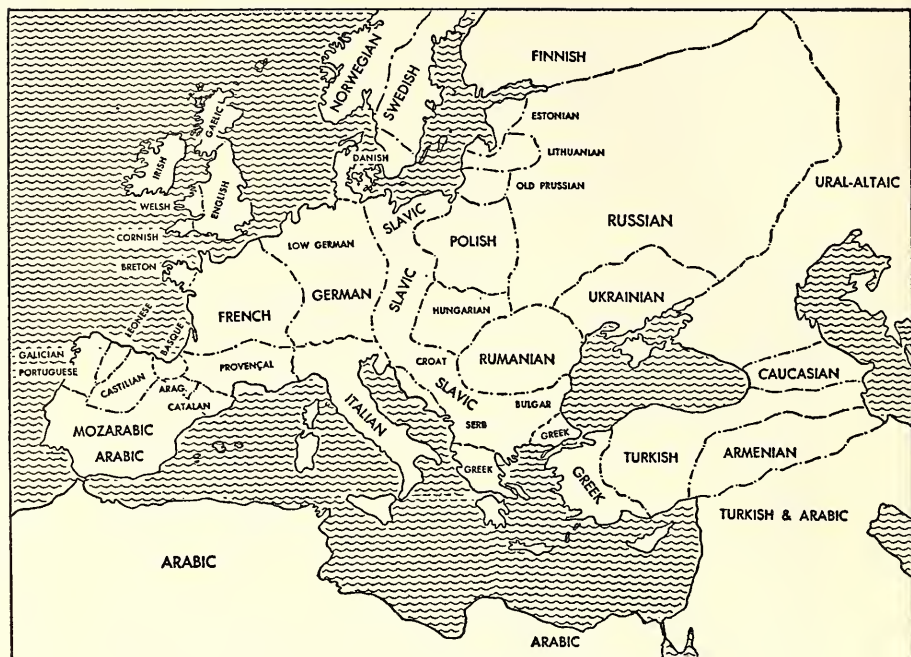 FINNISH
NORWEGIAN
SWEDISH
ESTONIAN
GAELIC
LITHUANIAN
DANISH
IRISH
OLD PRUSSIAN
URAL-ALTAIC
WELSH
ENGLISH
SLAVIC
RUSSIAN
CORNISH
LOW GERMAN
POLISH
BRETON
SLAVIC
GERMAN
UKRAINIAN
HUNGARIAN
FRENCH
LEONESE
BASQUE
GALICIAN
PROVENÇAL
CROAT
RUMANIAN
PORTUGUESE
CAUCASIAN
CASTILIAN
ARAG.
SLAVIC
CATALAN
BULGAR
ITALIAN
SERB
MOZARABIC
GREEK
ARABIC
TURKISH
ARMENIAN
GREEK
GREEK
TURKISH & ARABIC
ARABIC
ARABIC